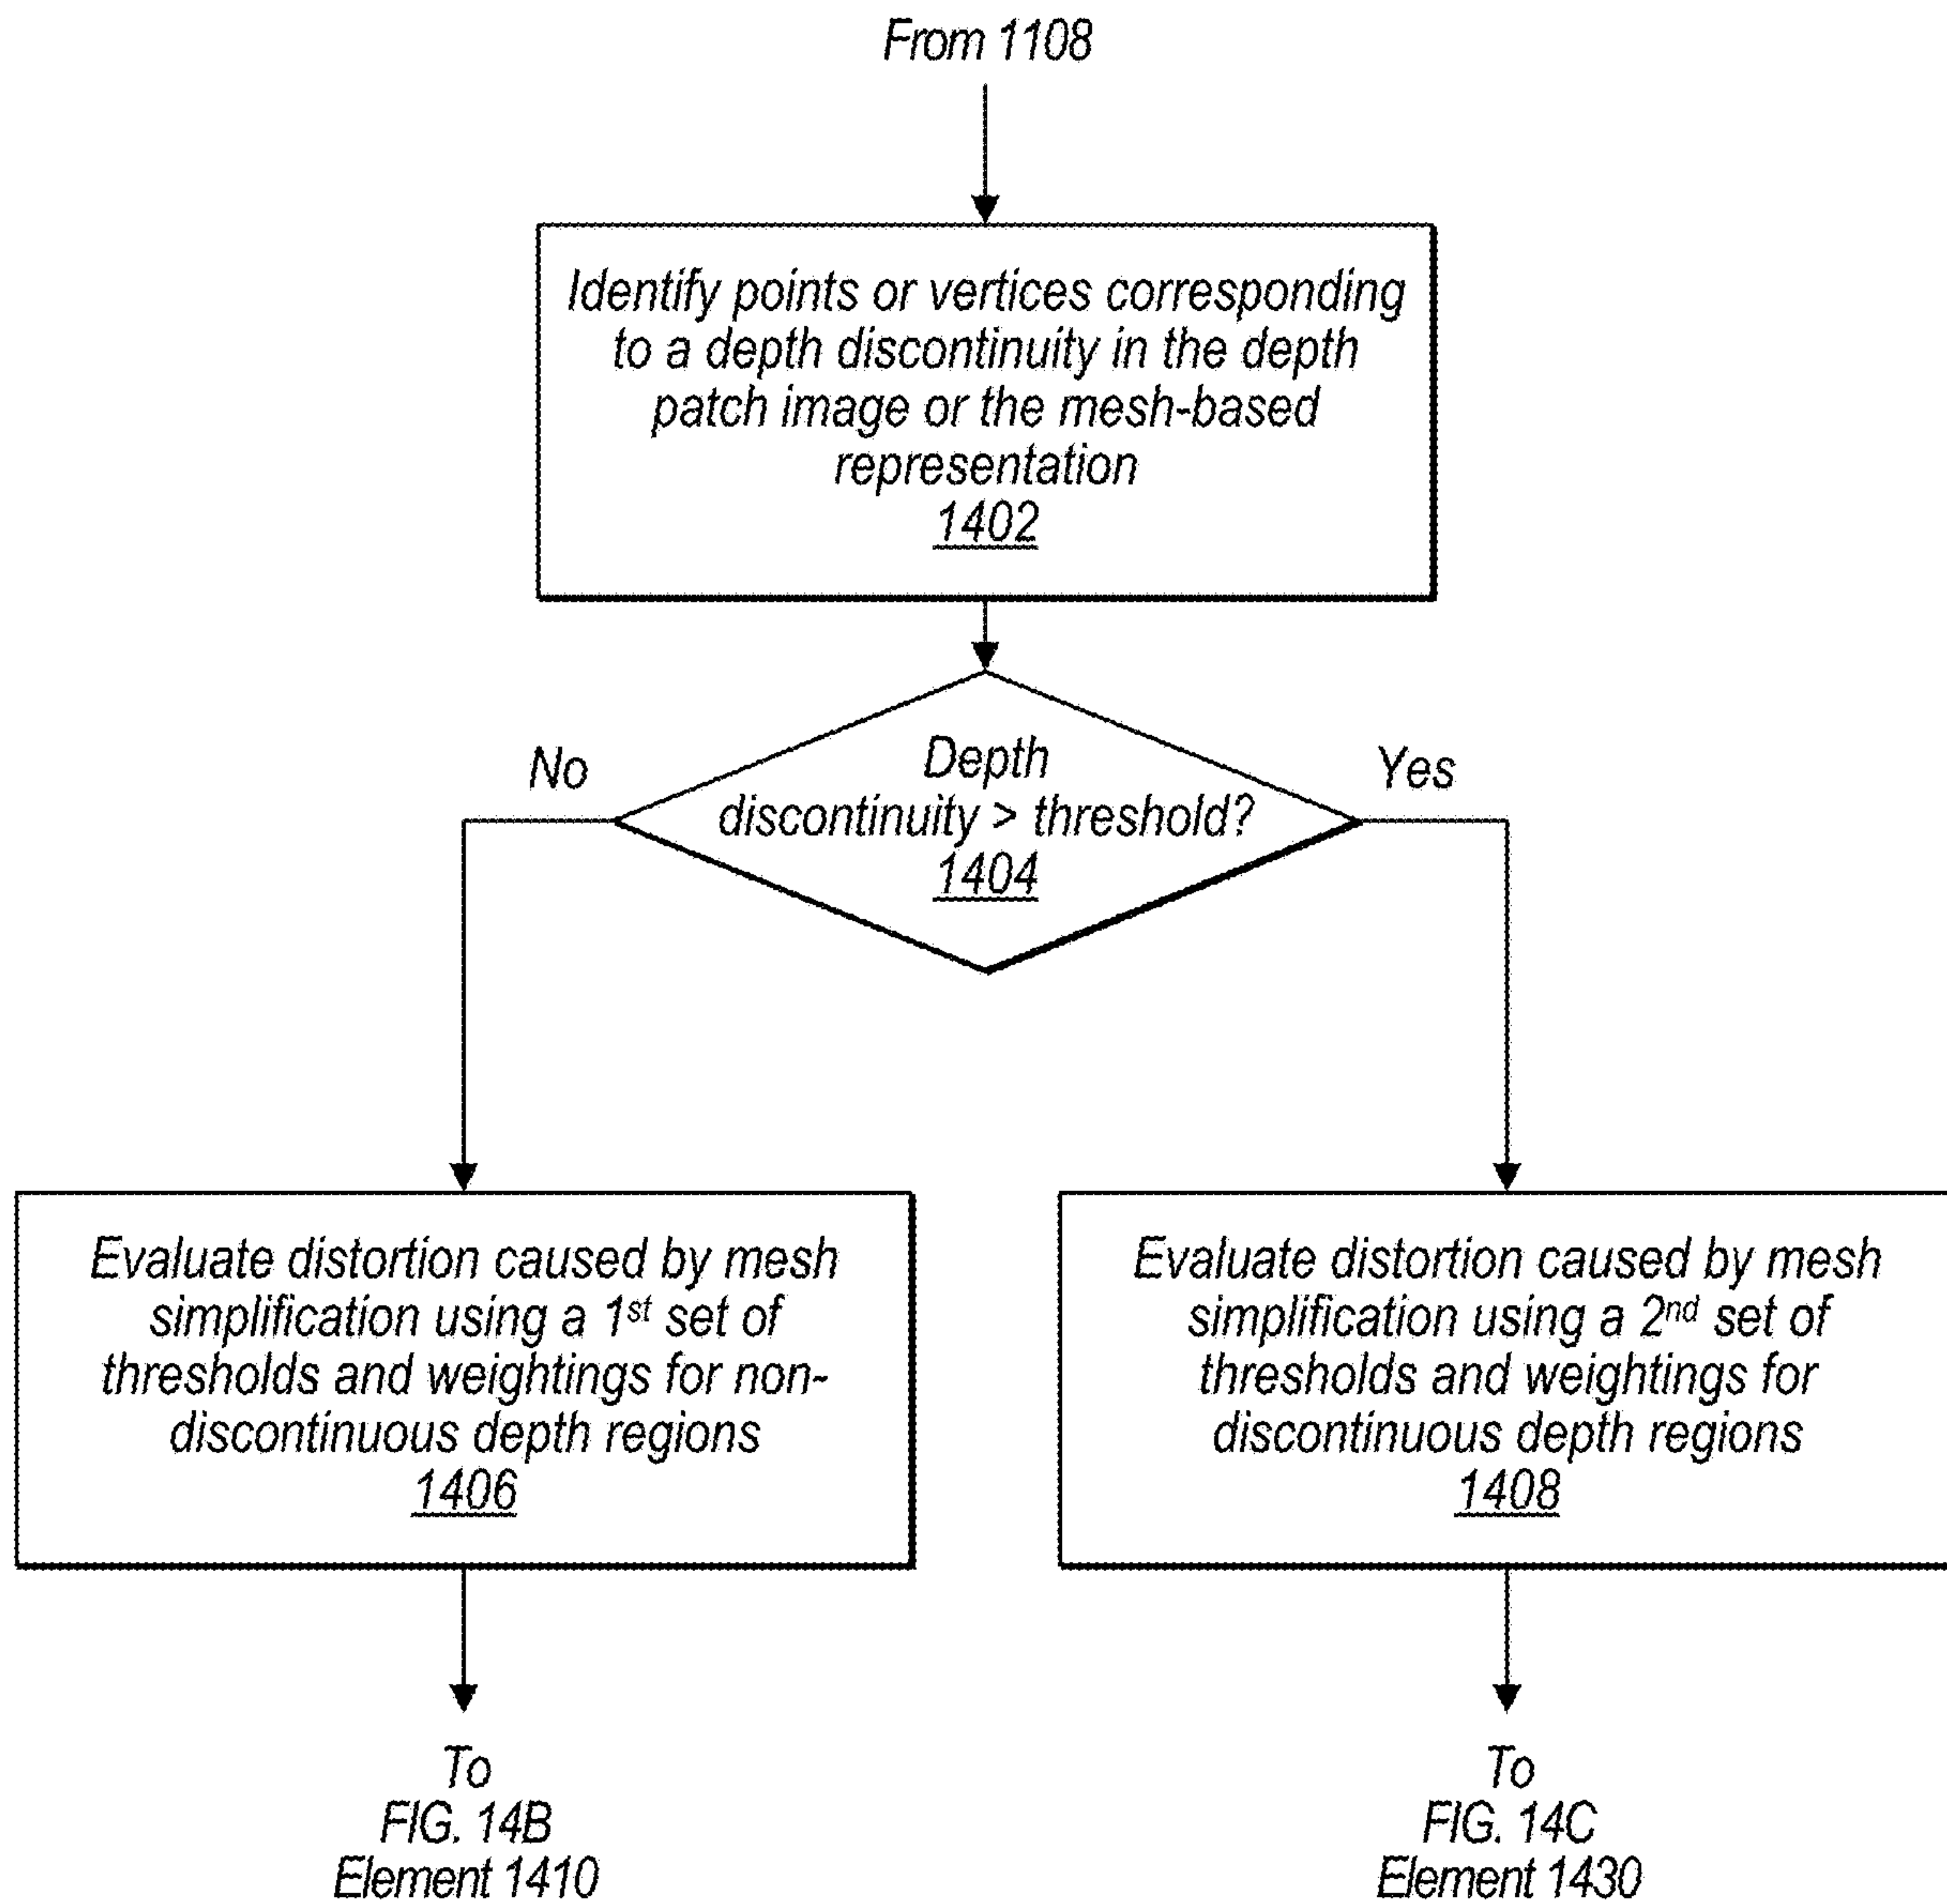 From 1108
Identify points or vertices corresponding
to a depth discontinuity in the depth
patch image or the mesh-based
representation
1402
Depth
discontinuity > threshold?
1404
No
Yes
Evaluate distortion caused by mesh
simplification using a 1st set of
thresholds and weightings for non-
discontinuous depth regions
1406
Evaluate distortion caused by mesh
simplification using a 2nd set of
thresholds and weightings for
discontinuous depth regions
1408
To
FIG. 14B
Element 1410
To
FIG. 14C
Element 1430